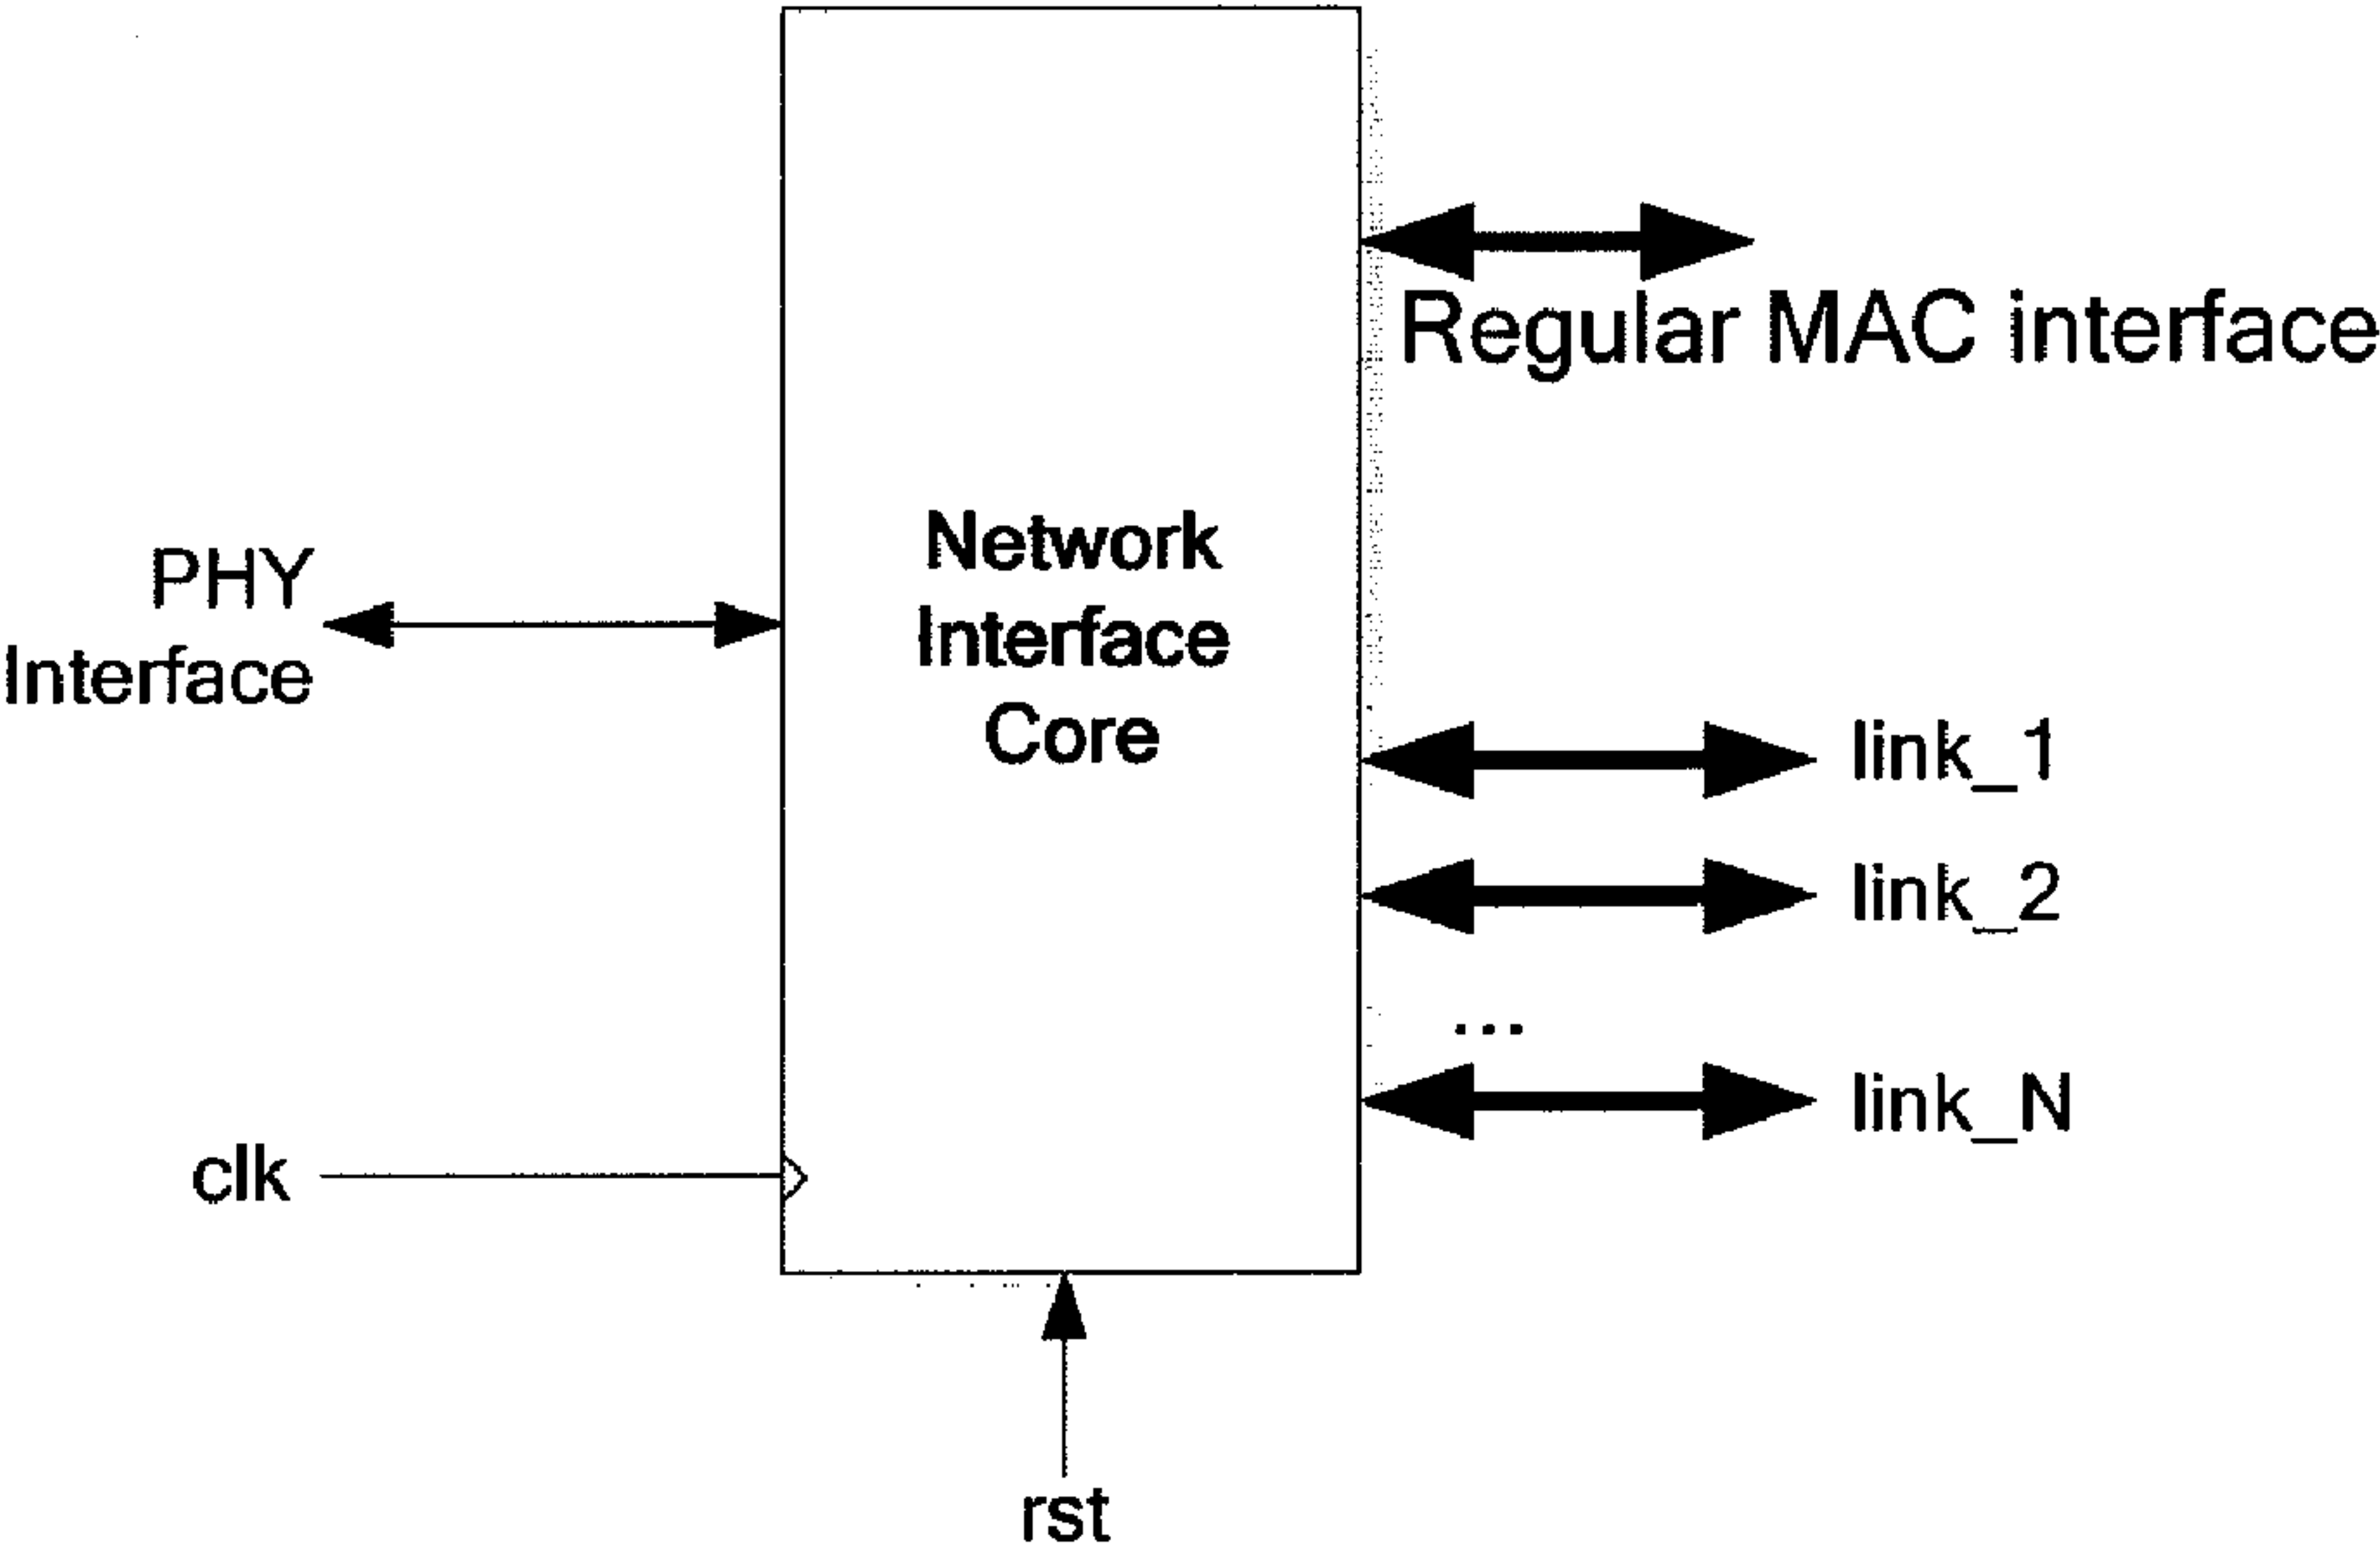 Regular MAC interface
PHY
Interface
Network
Interface
Core
link_1
link_2
...
link_N
clk
rst